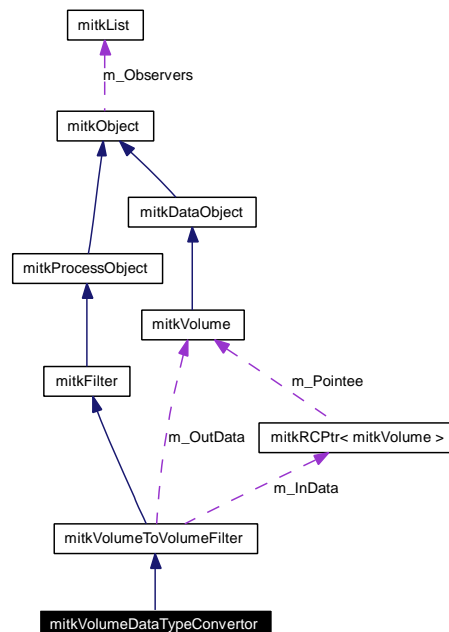 mitkList
m_Observers
mitkObject
mitkDataObject
mitkProcessObject
mitkVolume
mitkFilter
m_Pointee
m_OutData
mitkRCPtr< mitkVolume >
m_InData
mitkVolumeToVolumeFilter
mitkVolumeDataTypeConvertor